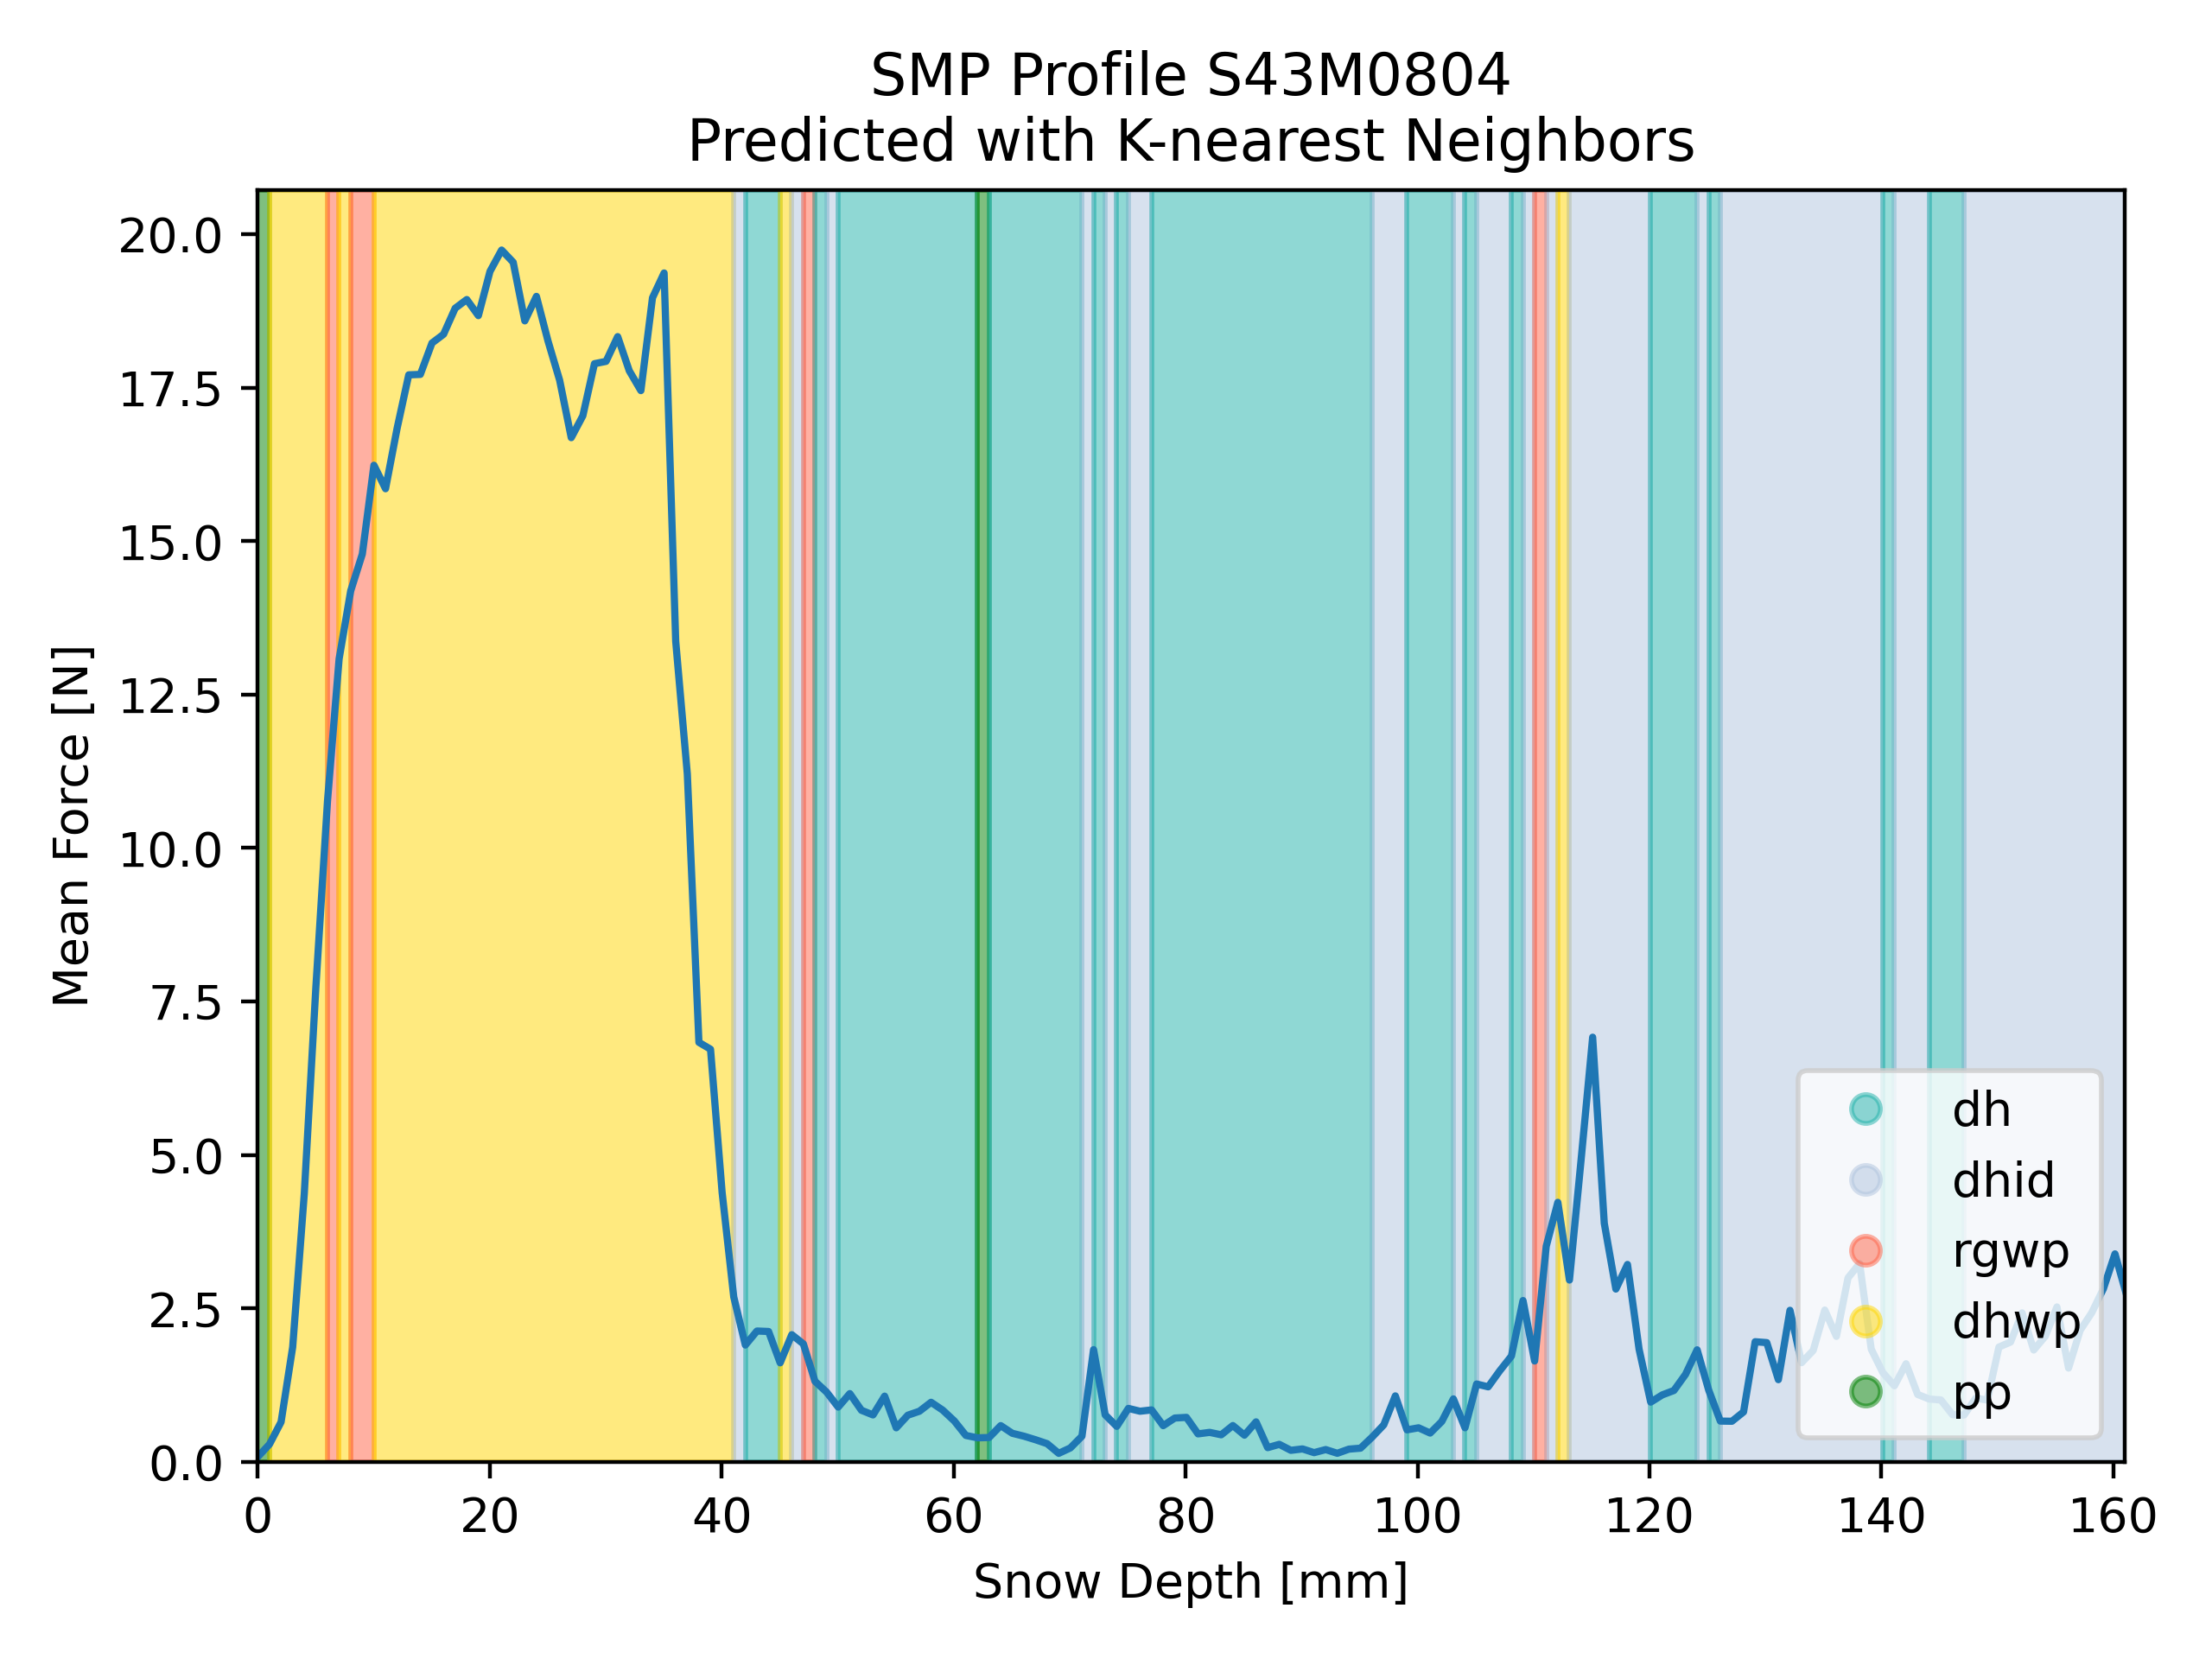 SMP Profile S43M0804
Predicted with K-nearest Neighbors
20.0
17.5
15.0
12.5
10.0
7.5
5.0
2.5
0.0
Mean Force [N]
dh
dhid
rgwp
dhwp
pp
0 20 40 60 80 100 120 140 160
Snow Depth [mm]